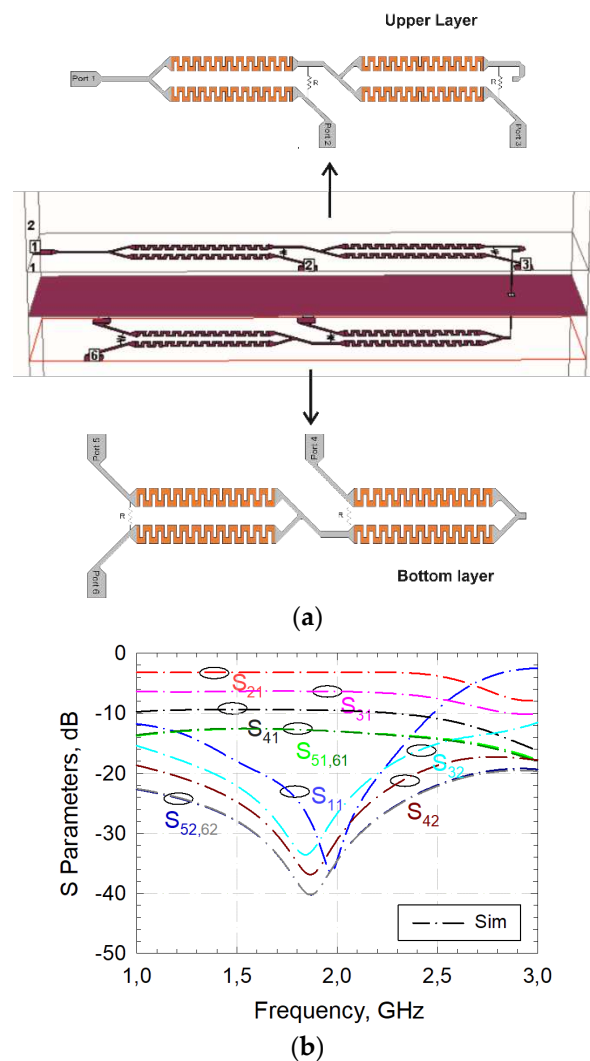 Upper Layer
Port 1
R
R
Port 2
Port 3
2
1
2
3
1
6
Port 5
Port 4
R
R
Port 6
Bottom layer
(a)
0
-10
-20
-30
-40
-50
S Parameters, dB
S21
S31
S41
S51,61
S32
S11
S42
S52,62
Sim
1,0
1,5
2,0
2,5
3,0
Frequency, GHz
(b)